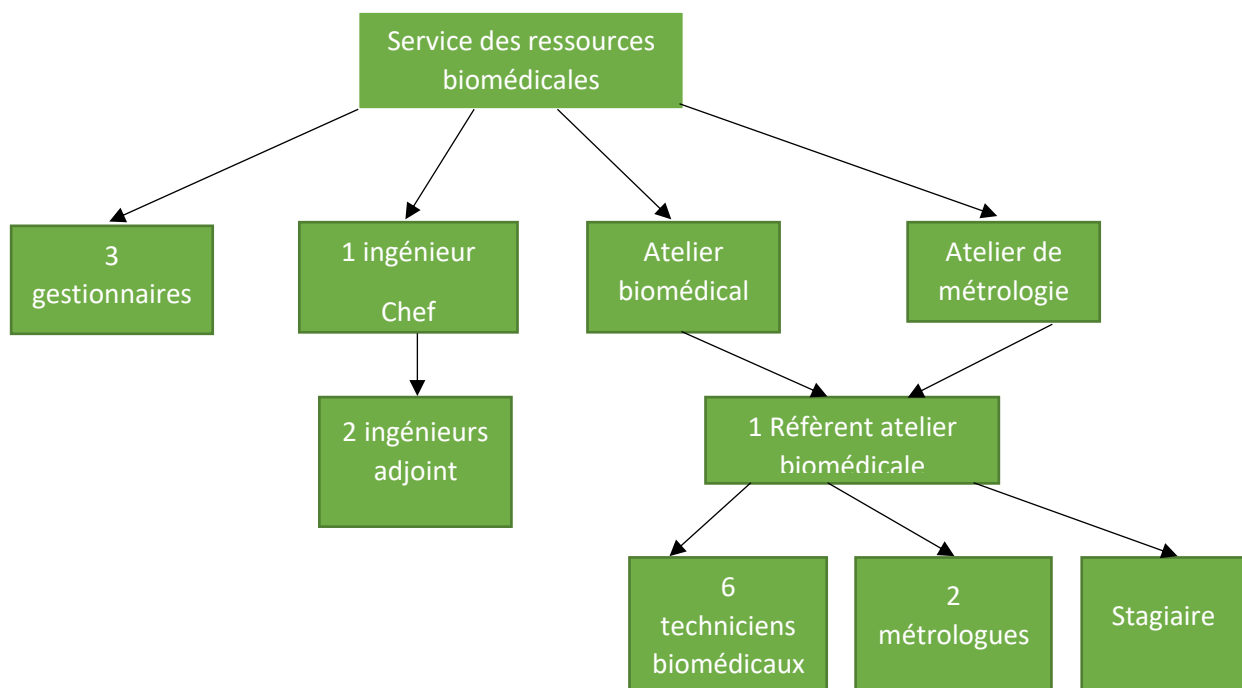 Service des ressources
biomédicales
3
gestionnaires
1 ingénieur
Chef
Atelier
biomédical
Atelier de
métrologie
2 ingénieurs
adjoint
1 Réfèrent atelier
biomédicale
6
techniciens
biomédicaux
2
métrologues
Stagiaire